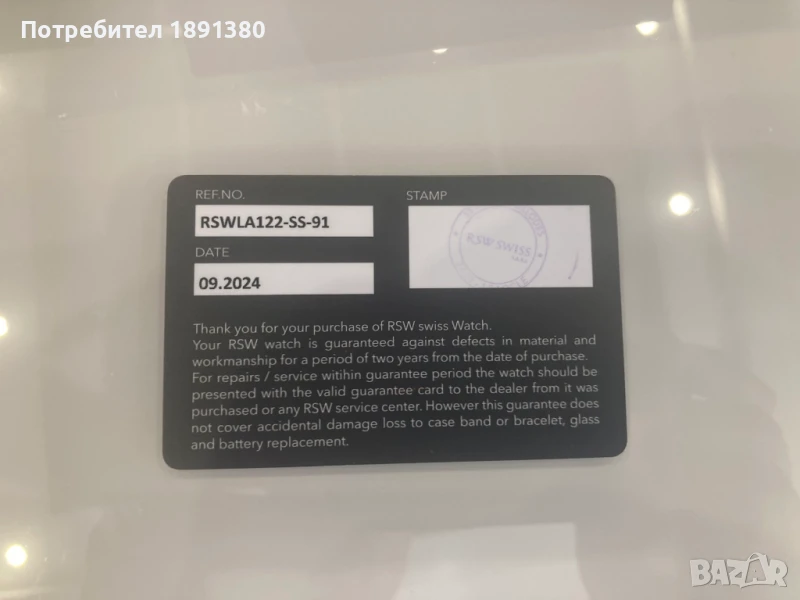 Потребител 1891380
REF.NO.
RSWLA122-SS-91
STAMP
RSW SWISS
DATE
09.2024
Thank you for your purchase of RSW swiss Watch.
Your RSW watch is guaranteed against defects in material and
workmanship for a period of two years from the date of purchase.
For repairs / service witihin guarantee period the watch should be
presented with the valid guarantee card to the dealer from it was
purchased or any RSW service center. However this guarantee does
not cover accidental damage loss to case band or bracelet, glass
and battery replacement.
BAZAR